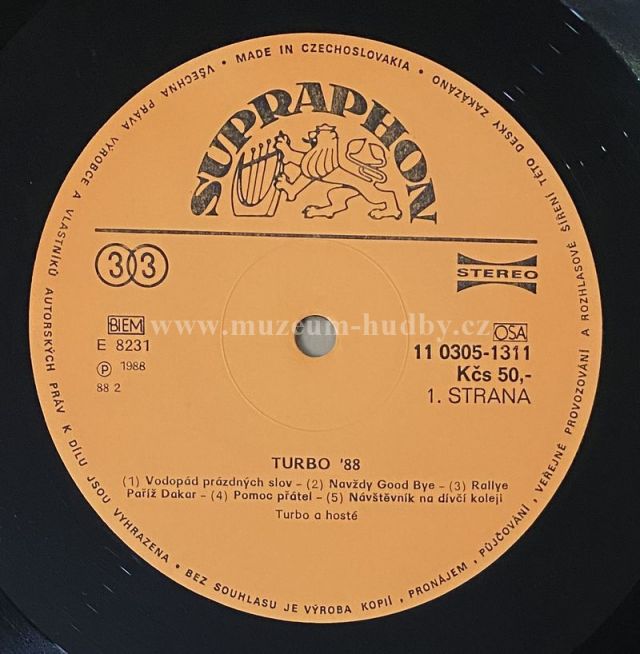 VŠECHNA PRÁVA VÝROBCE A VLASTNÍKŮ AUTORSKÝCH PRÁV K DÍLU JSOU VYHRAZENA • BEZ SOUHLASU JE VÝROBA KOPIÍ, PRONÁJEM, PŮJČOVÁNÍ, VEŘEJNÉ PROVOZOVÁNÍ A ROZHLASOVÉ ŠÍŘENÍ TÉTO DESKY ZAKÁZÁNO • MADE IN CZECHOSLOVAKIA •
SUPRAPHON
33
STEREO
www.muzeum-hudby.cz
BIEM
OSA
E 8231
11 0305-1311
Ⓟ 1988
Kčs 50,-
88 2
1. STRANA
TURBO '88
(1) Vodopád prázdných slov – (2) Navždy Good Bye – (3) Rallye
Paříž Dakar – (4) Pomoc přátel – (5) Návštěvník na dívčí koleji
Turbo a hosté